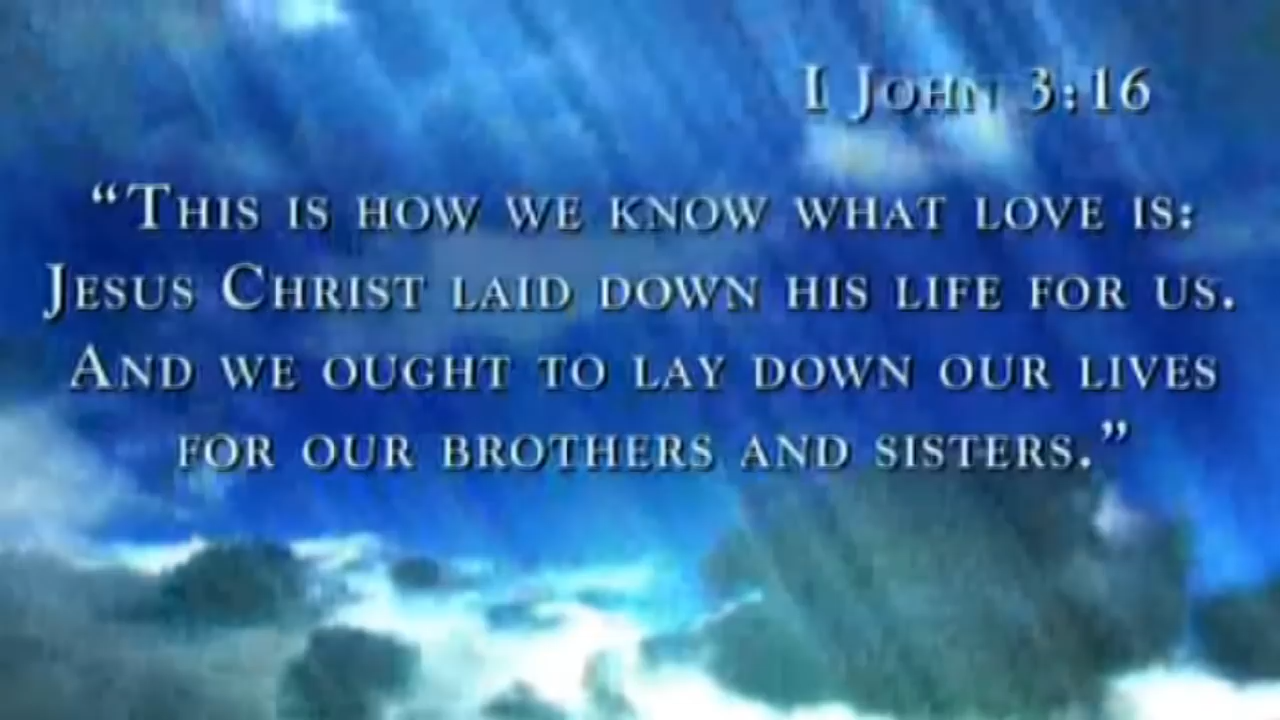 I John 3:16
“This is how we know what love is:
Jesus Christ laid down his life for us.
And we ought to lay down our lives
for our brothers and sisters.”